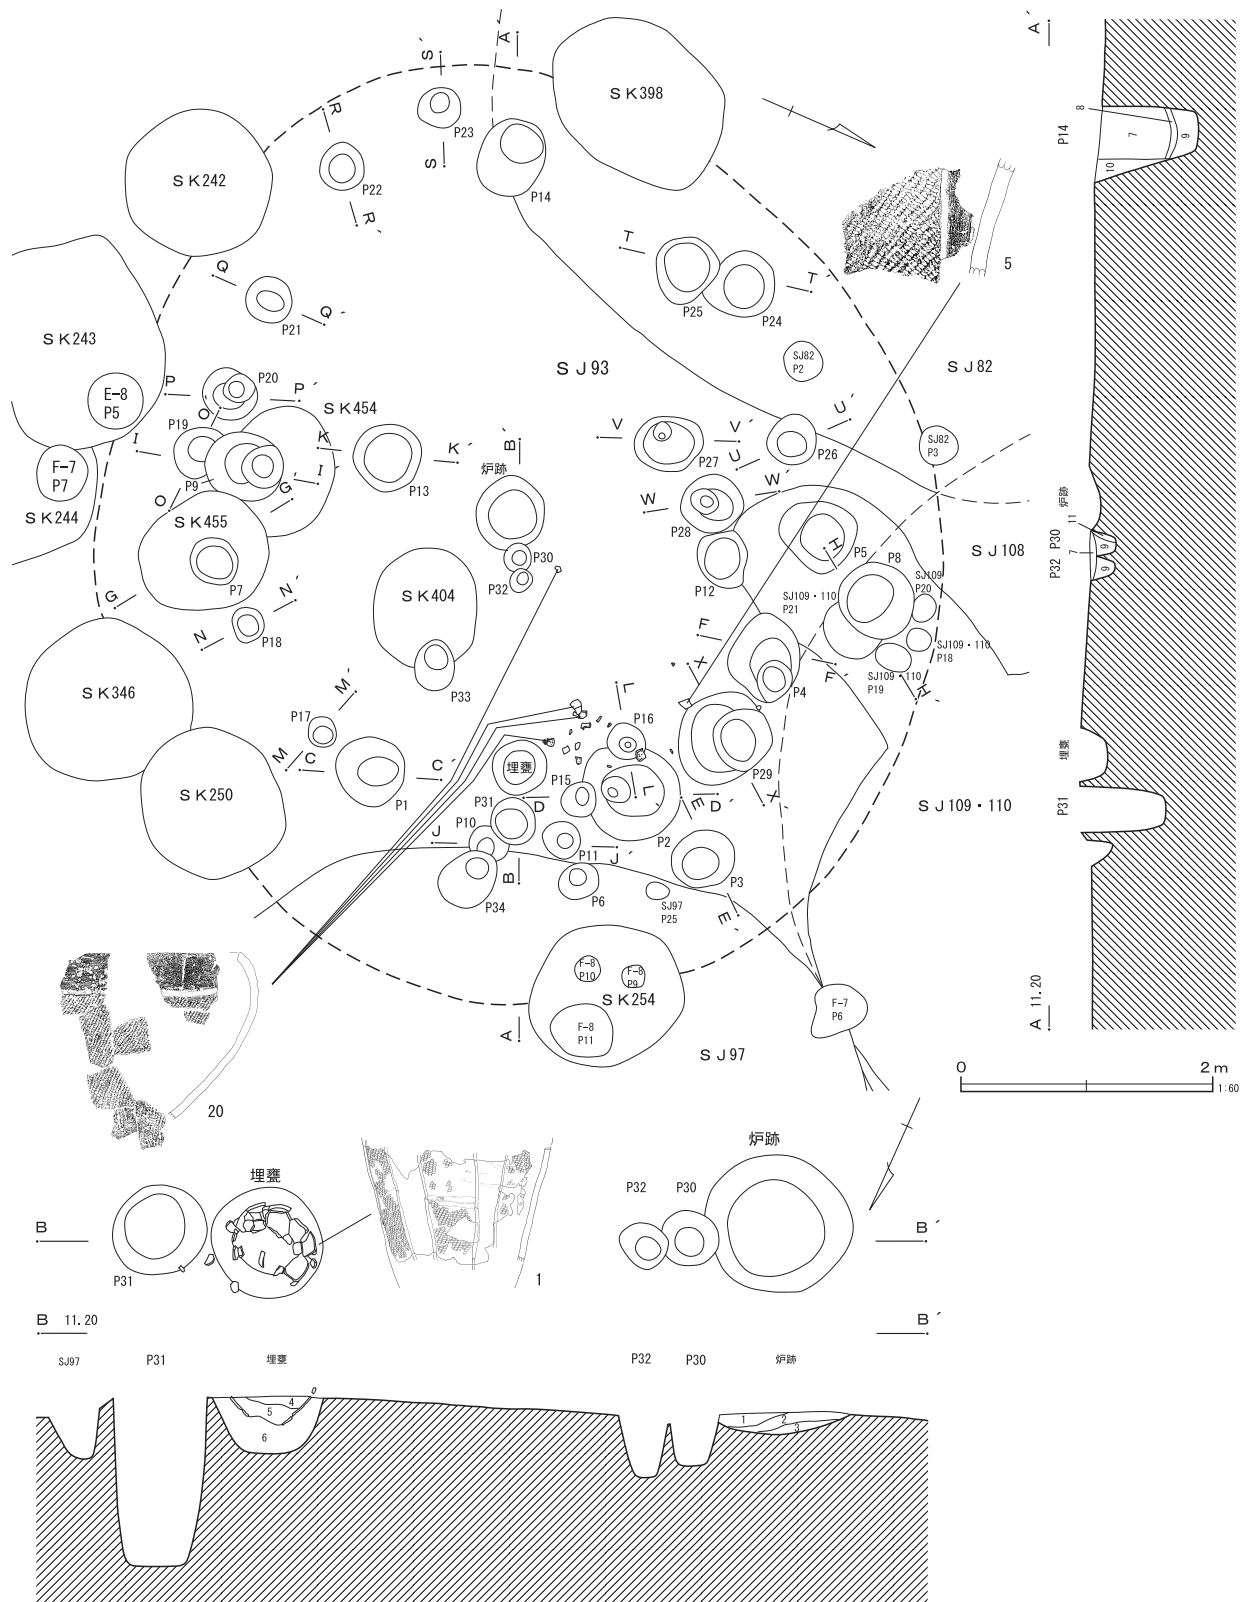 A
A´
S´
S
P23
SK398
R
R´
P22
SK242
P14
8
7
9
10
P14
T
T´
P25
P24
5
Q
Q´
P21
SK243
SJ93
SJ82
SJ82
P2
E-8
P5
P
P´
P20
O´
O
P19
SK454
I
I´
K
K´
P13
P9
G´
G
B´
炉跡
V
V´
P27
U´
U
P26
SJ82
P3
W
W´
P28
F-7
P7
SK244
SK455
P7
P30
P32
P12
H
P5
P8
SJ108
SJ109
P20
SJ109・110
P21
SJ109・110
P18
SJ109・110
P19
H´
炉跡
11
P30
P32
7
9
9
N´
N
P18
SK404
P33
F
F´
P4
X
X´
SK346
M´
M
P17
C
C´
P1
L
L´
P16
埋甕
P15
P31
D
D´
P29
E
E´
P2
P10
J
J´
P11
P34
B
P6
P3
SJ97
P25
SK250
SJ109・110
埋甕
P31
F-8
P10
F-8
P9
SK254
F-8
P11
A
F-7
P6
SJ97
A 11.20
0
2m
1:60
20
埋甕
B
P31
1
炉跡
P32
P30
B´
B 11.20
B´
SJ97
P31
埋甕
P32
P30
炉跡
4
5
6
1
2
3